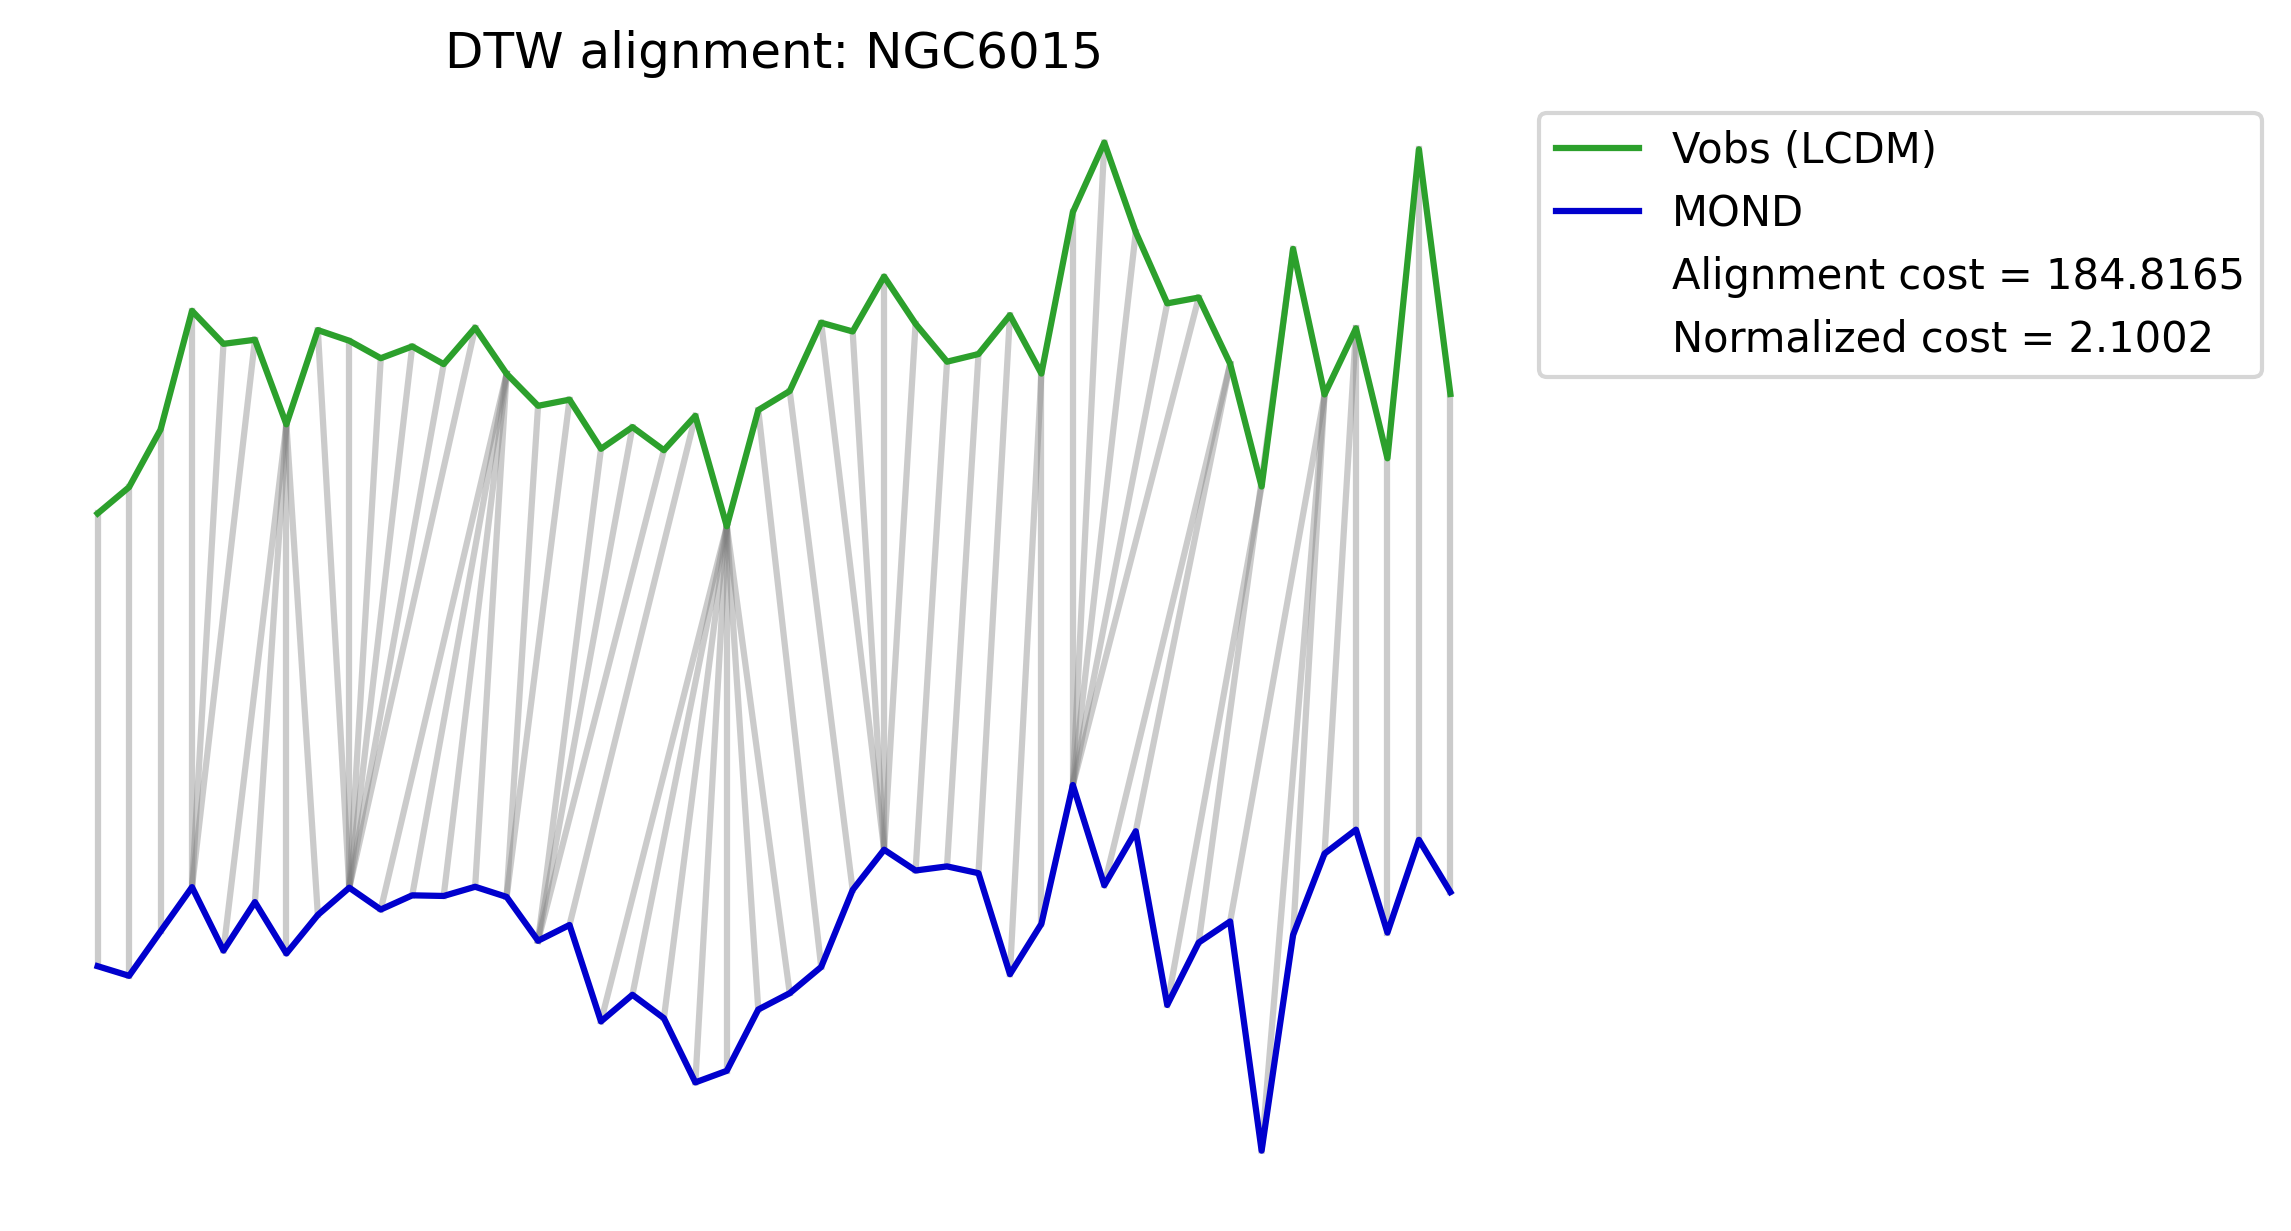 DTW alignment: NGC6015
Vobs (LCDM)
MOND
Alignment cost = 184.8165
Normalized cost = 2.1002